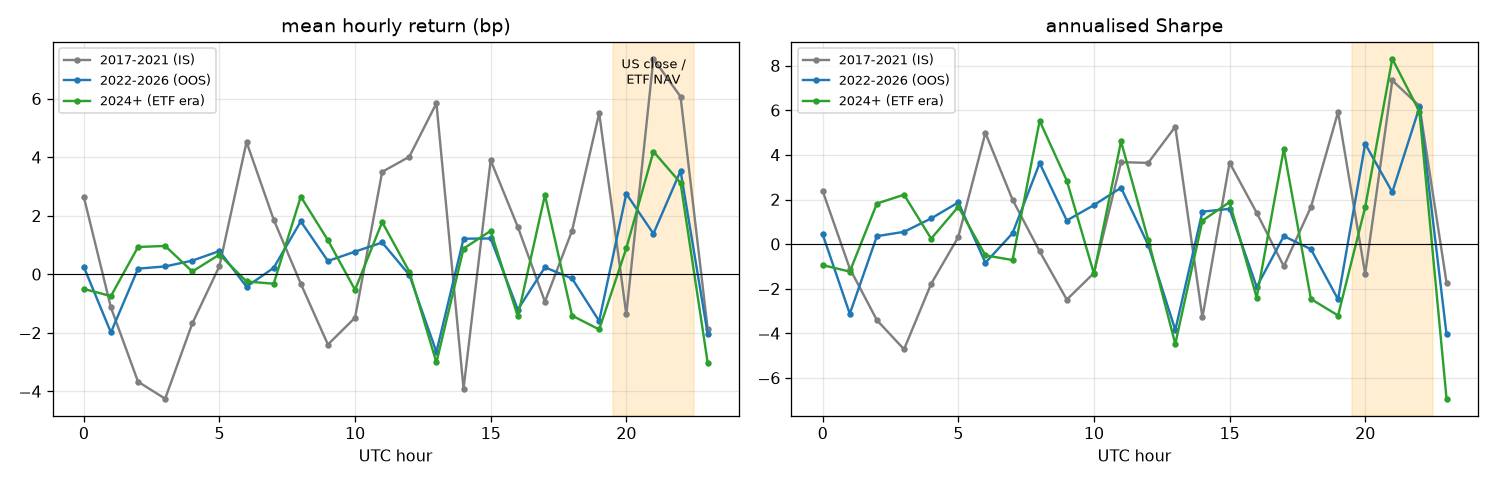 mean hourly return (bp)
2017-2021 (IS)
2022-2026 (OOS)
2024+ (ETF era)
US close /
ETF NAV
6
4
2
0
−2
−4
0
5
10
15
20
UTC hour
annualised Sharpe
2017-2021 (IS)
2022-2026 (OOS)
2024+ (ETF era)
8
6
4
2
0
−2
−4
−6
0
5
10
15
20
UTC hour